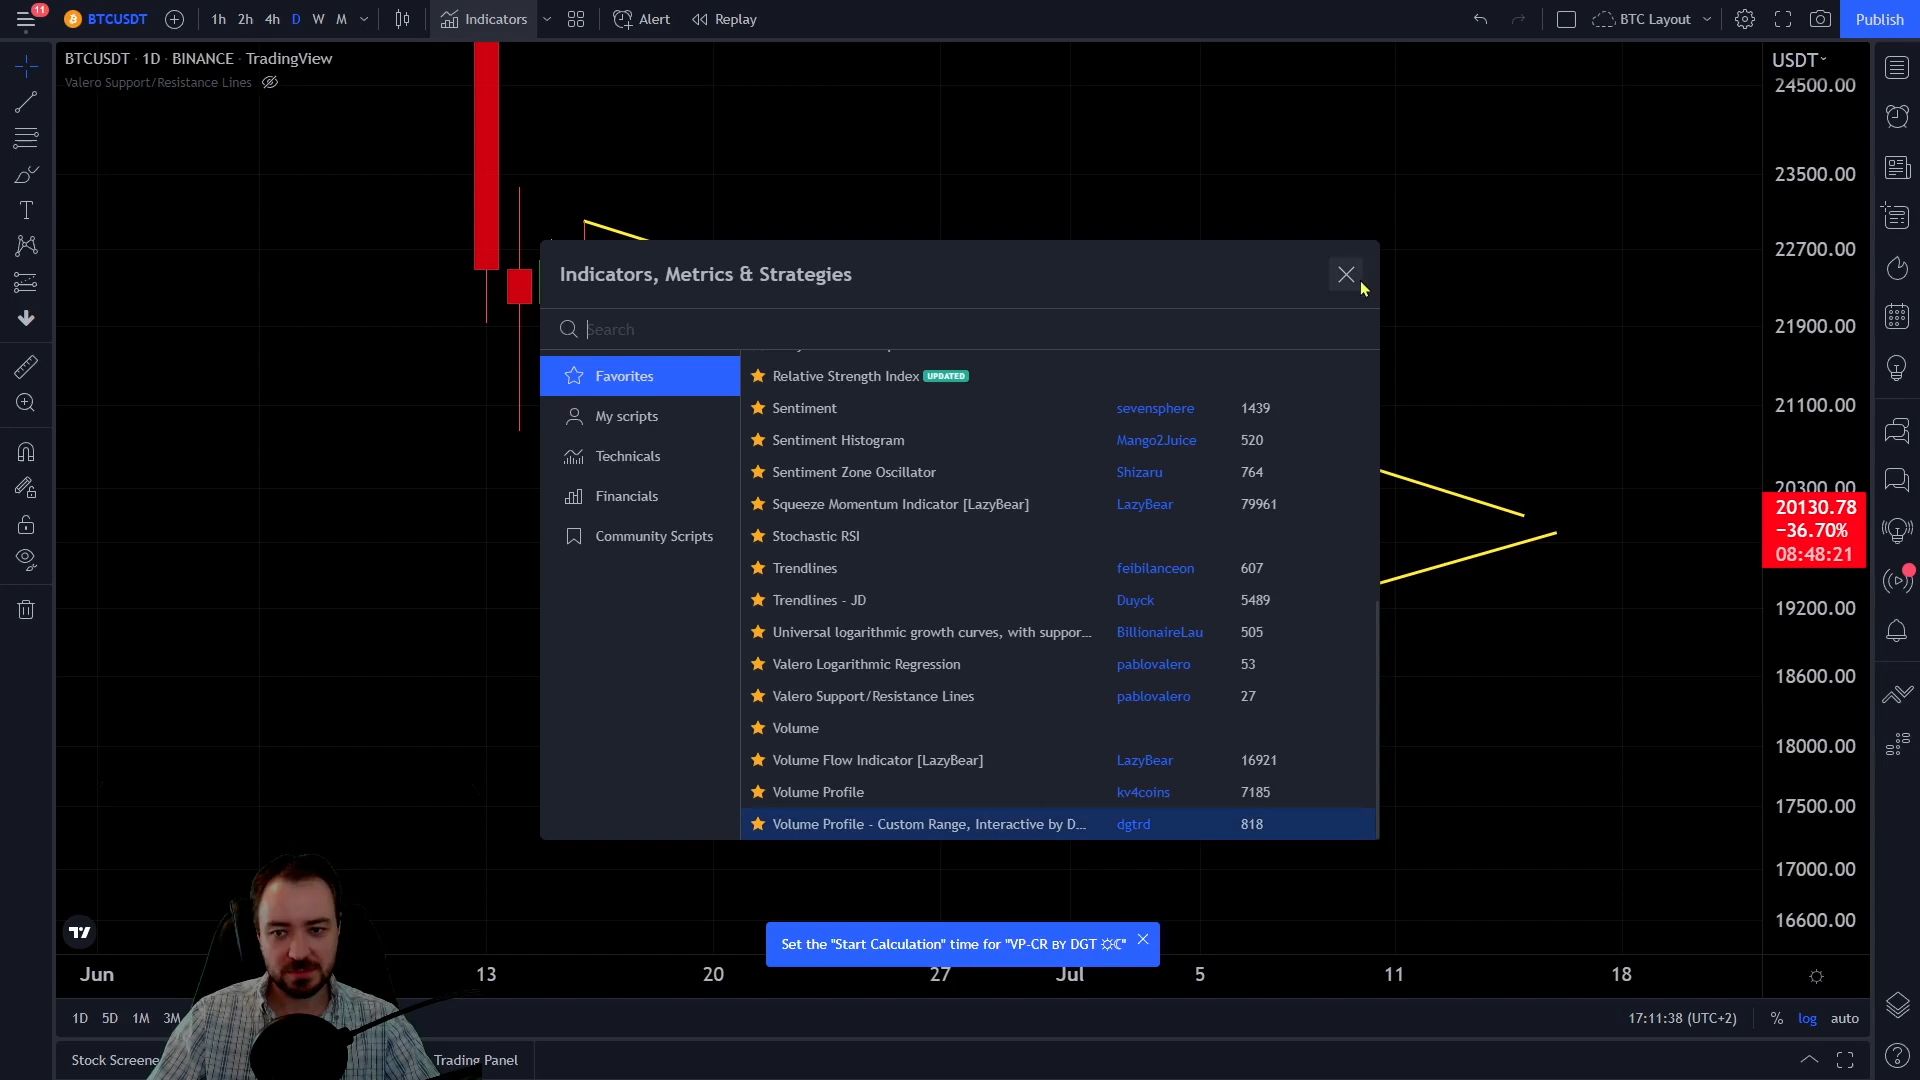 11
BTCUSDT
1h 2h 4h D W M
Indicators
Alert
Replay
BTC Layout
Publish
BTCUSDT · 1D · BINANCE · TradingView
Valero Support/Resistance Lines
USDT
24500.00
23500.00
22700.00
21900.00
21100.00
20300.00
20130.78
−36.70%
08:48:21
19200.00
18600.00
18000.00
17500.00
17000.00
16600.00
Indicators, Metrics & Strategies
Search
Favorites
My scripts
Technicals
Financials
Community Scripts
Relative Strength Index UPDATED
Sentiment sevensphere 1439
Sentiment Histogram Mango2Juice 520
Sentiment Zone Oscillator Shizaru 764
Squeeze Momentum Indicator [LazyBear] LazyBear 79961
Stochastic RSI
Trendlines feibilanceon 607
Trendlines - JD Duyck 5489
Universal logarithmic growth curves, with suppor... BillionaireLau 505
Valero Logarithmic Regression pablovalero 53
Valero Support/Resistance Lines pablovalero 27
Volume
Volume Flow Indicator [LazyBear] LazyBear 16921
Volume Profile kv4coins 7185
Volume Profile - Custom Range, Interactive by D... dgtrd 818
Set the "Start Calculation" time for "VP-CR BY DGT ☼☾"
Jun 13 20 27 Jul 5 11 18
1D 5D 1M 3M
17:11:38 (UTC+2) % log auto
Stock Screene
Trading Panel